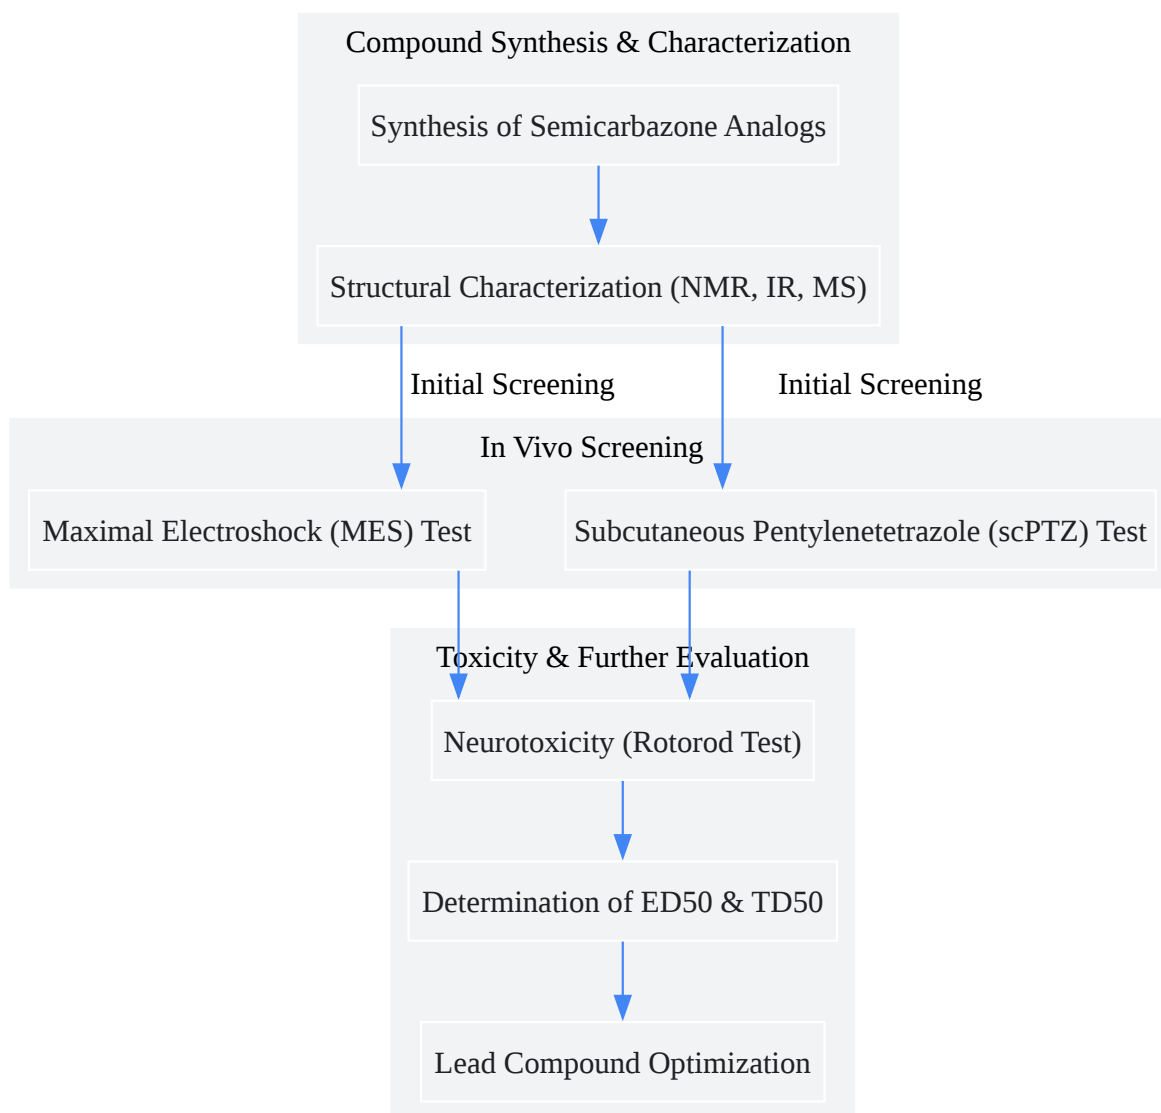 Compound Synthesis & Characterization
Synthesis of Semicarbazone Analogs
Structural Characterization (NMR, IR, MS)
Initial Screening
Initial Screening
In Vivo Screening
Maximal Electroshock (MES) Test
Subcutaneous Pentylenetetrazole (scPTZ) Test
Toxicity & Further Evaluation
Neurotoxicity (Rotorod Test)
Determination of ED50 & TD50
Lead Compound Optimization